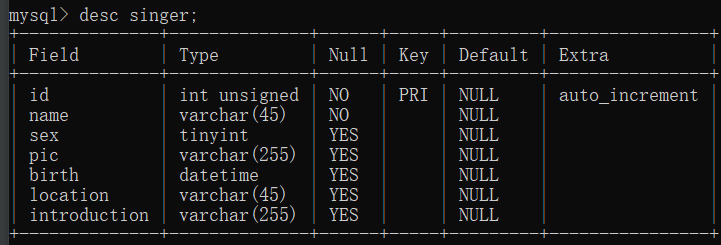 mysql> desc singer;
+--------------+--------------+------+-----+---------+----------------+
| Field        | Type         | Null | Key | Default | Extra          |
+--------------+--------------+------+-----+---------+----------------+
| id           | int unsigned | NO   | PRI | NULL    | auto_increment |
| name         | varchar(45)  | NO   |     | NULL    |                |
| sex          | tinyint      | YES  |     | NULL    |                |
| pic          | varchar(255) | YES  |     | NULL    |                |
| birth        | datetime     | YES  |     | NULL    |                |
| location     | varchar(45)  | YES  |     | NULL    |                |
| introduction | varchar(255) | YES  |     | NULL    |                |
+--------------+--------------+------+-----+---------+----------------+